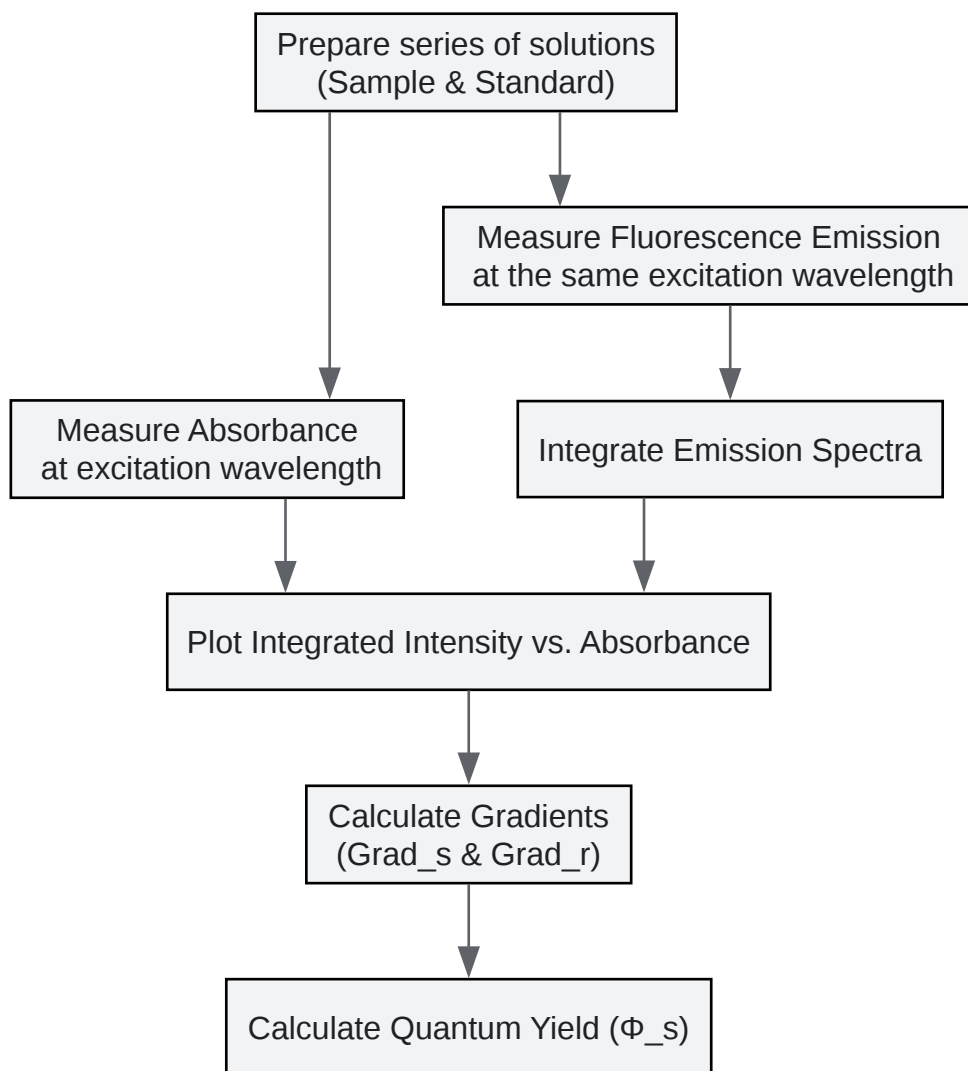 Prepare series of solutions
(Sample & Standard)
Measure Fluorescence Emission
at the same excitation wavelength
Measure Absorbance
at excitation wavelength
Integrate Emission Spectra
Plot Integrated Intensity vs. Absorbance
Calculate Gradients
(Grad_s & Grad_r)
Calculate Quantum Yield (Φ_s)